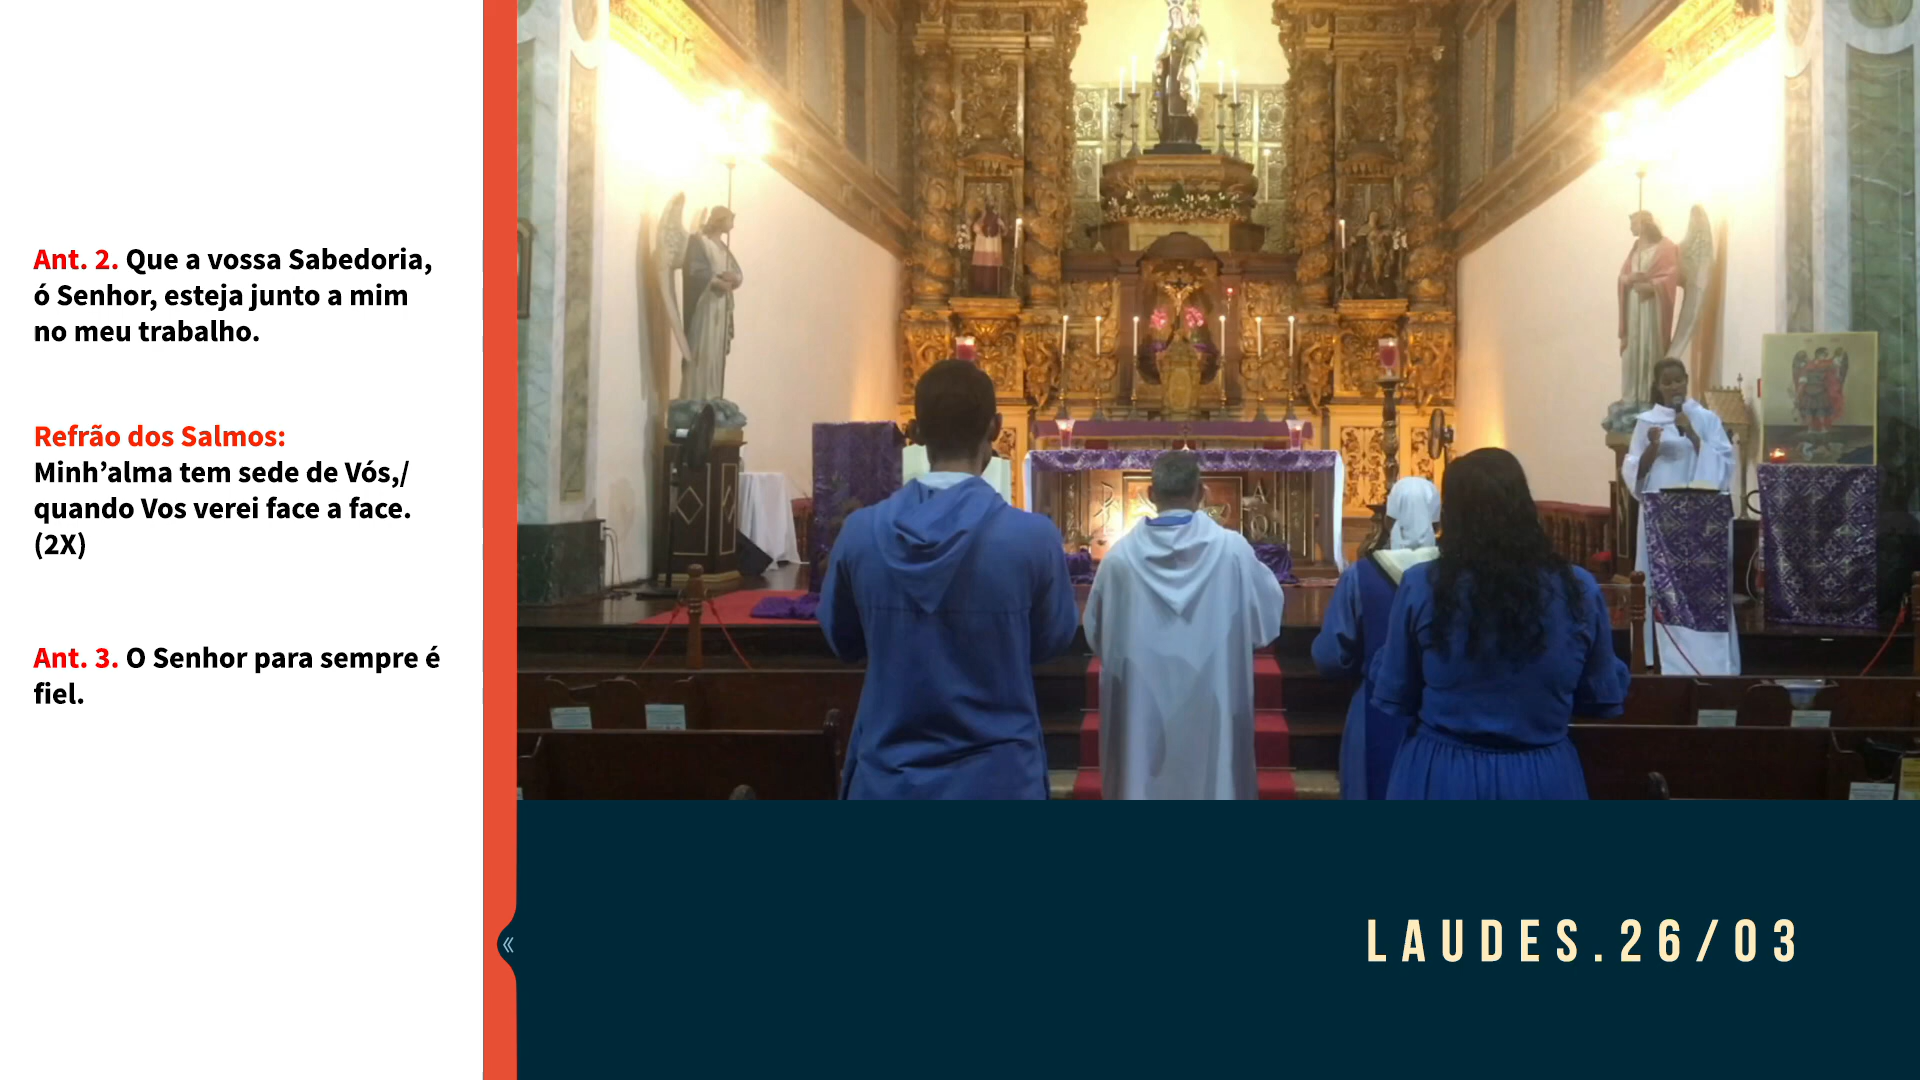 Ant. 2. Que a vossa Sabedoria,
ó Senhor, esteja junto a mim
no meu trabalho.
Refrão dos Salmos:
Minh’alma tem sede de Vós,/
quando Vos verei face a face.
(2X)
Ant. 3. O Senhor para sempre é
fiel.
LAUDES.26/03